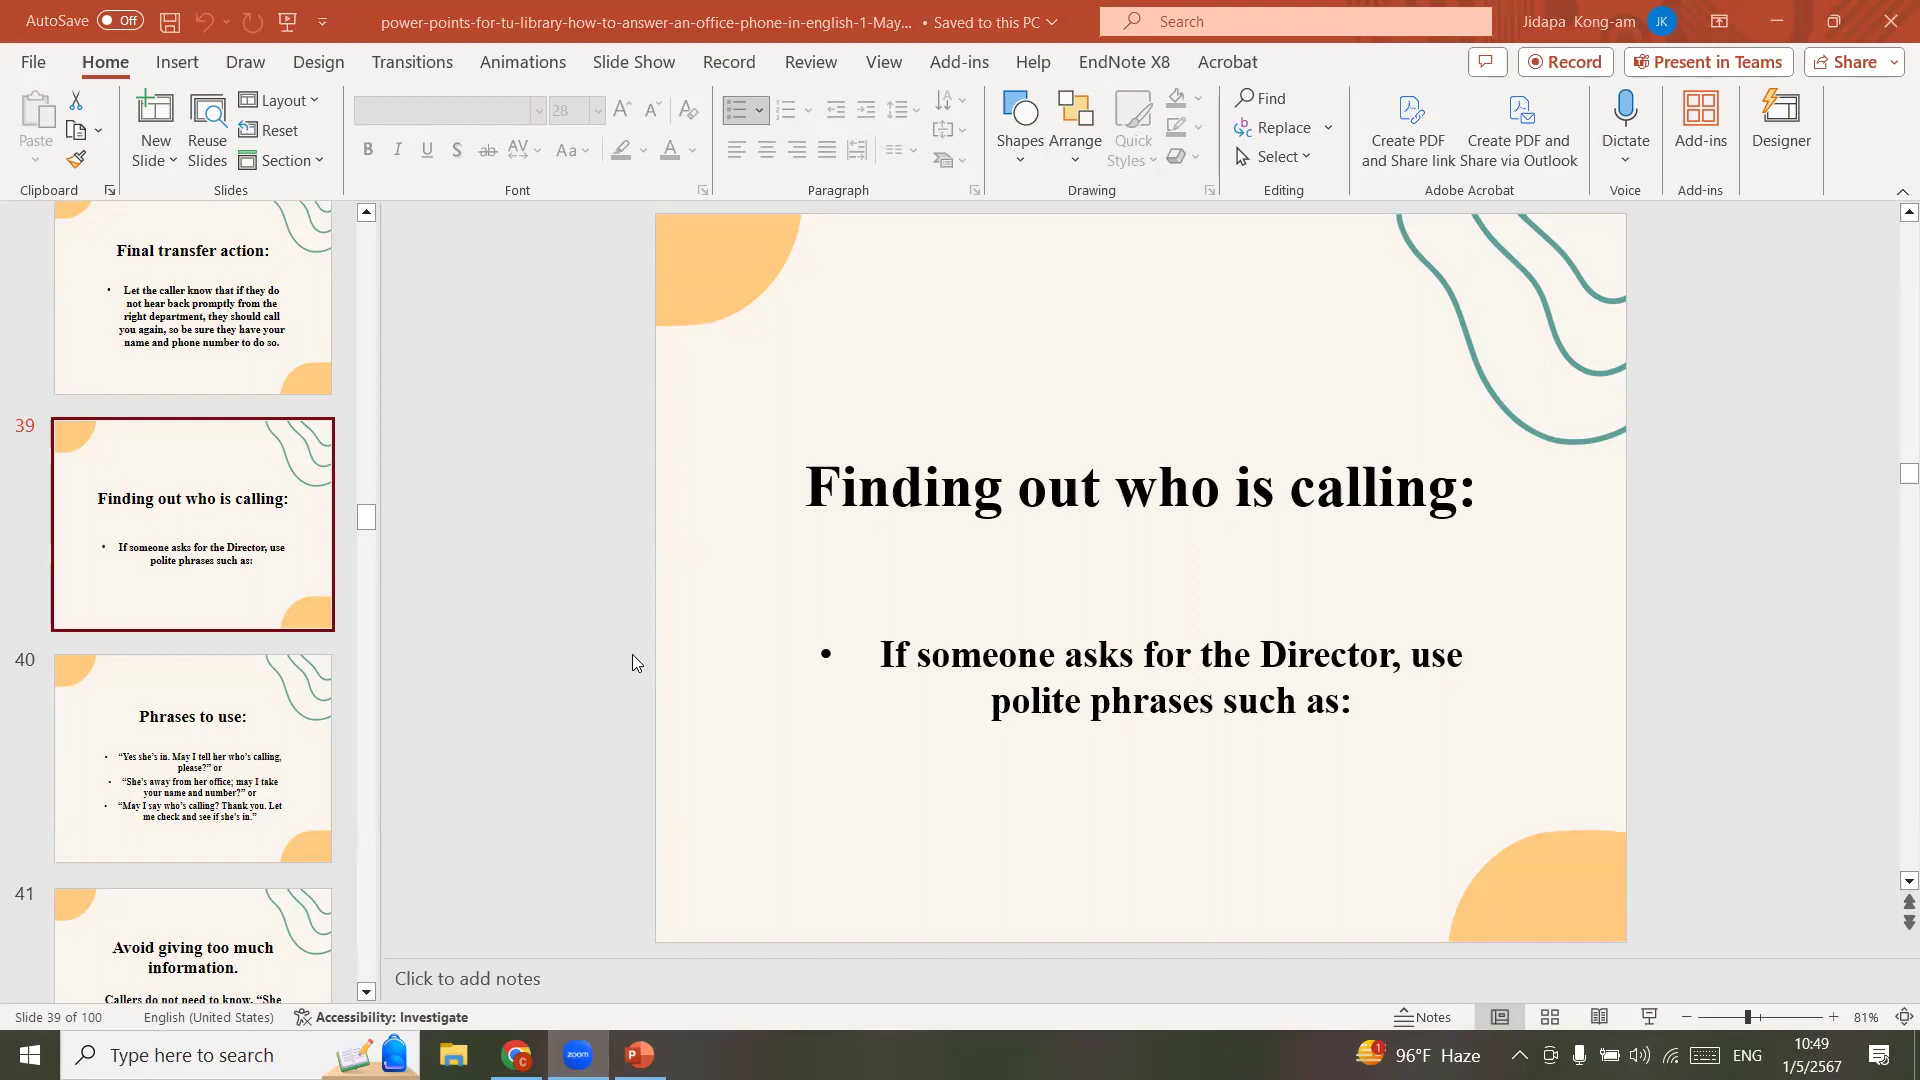 AutoSave Off
power-points-for-tu-library-how-to-answer-an-office-phone-in-english-1-May... • Saved to this PC
Search
Jidapa Kong-am JK
File Home Insert Draw Design Transitions Animations Slide Show Record Review View Add-ins Help EndNote X8 Acrobat
Record Present in Teams Share
Paste
Clipboard
New Slide
Reuse Slides
Layout
Reset
Section
Slides
28
B I U S ab AV Aa A
Font
Paragraph
Shapes Arrange Quick Styles
Drawing
Find
Replace
Select
Editing
Create PDF and Share link
Create PDF and Share via Outlook
Adobe Acrobat
Dictate
Voice
Add-ins
Add-ins
Designer
Final transfer action:
• Let the caller know that if they do
not hear back promptly from the
right department, they should call
you again, so be sure they have your
name and phone number to do so.
39
Finding out who is calling:
• If someone asks for the Director, use
polite phrases such as:
40
Phrases to use:
• “Yes she’s in. May I tell her who’s calling,
please?” or
• “She’s away from her office; may I take
your name and number?” or
• “May I say who’s calling? Thank you. Let
me check and see if she’s in.”
41
Avoid giving too much
information.
Callers do not need to know, “She
Finding out who is calling:
• If someone asks for the Director, use
polite phrases such as:
Click to add notes
Slide 39 of 100
English (United States)
Accessibility: Investigate
Notes
81%
Type here to search
zoom
96°F Haze
ENG
10:49
1/5/2567